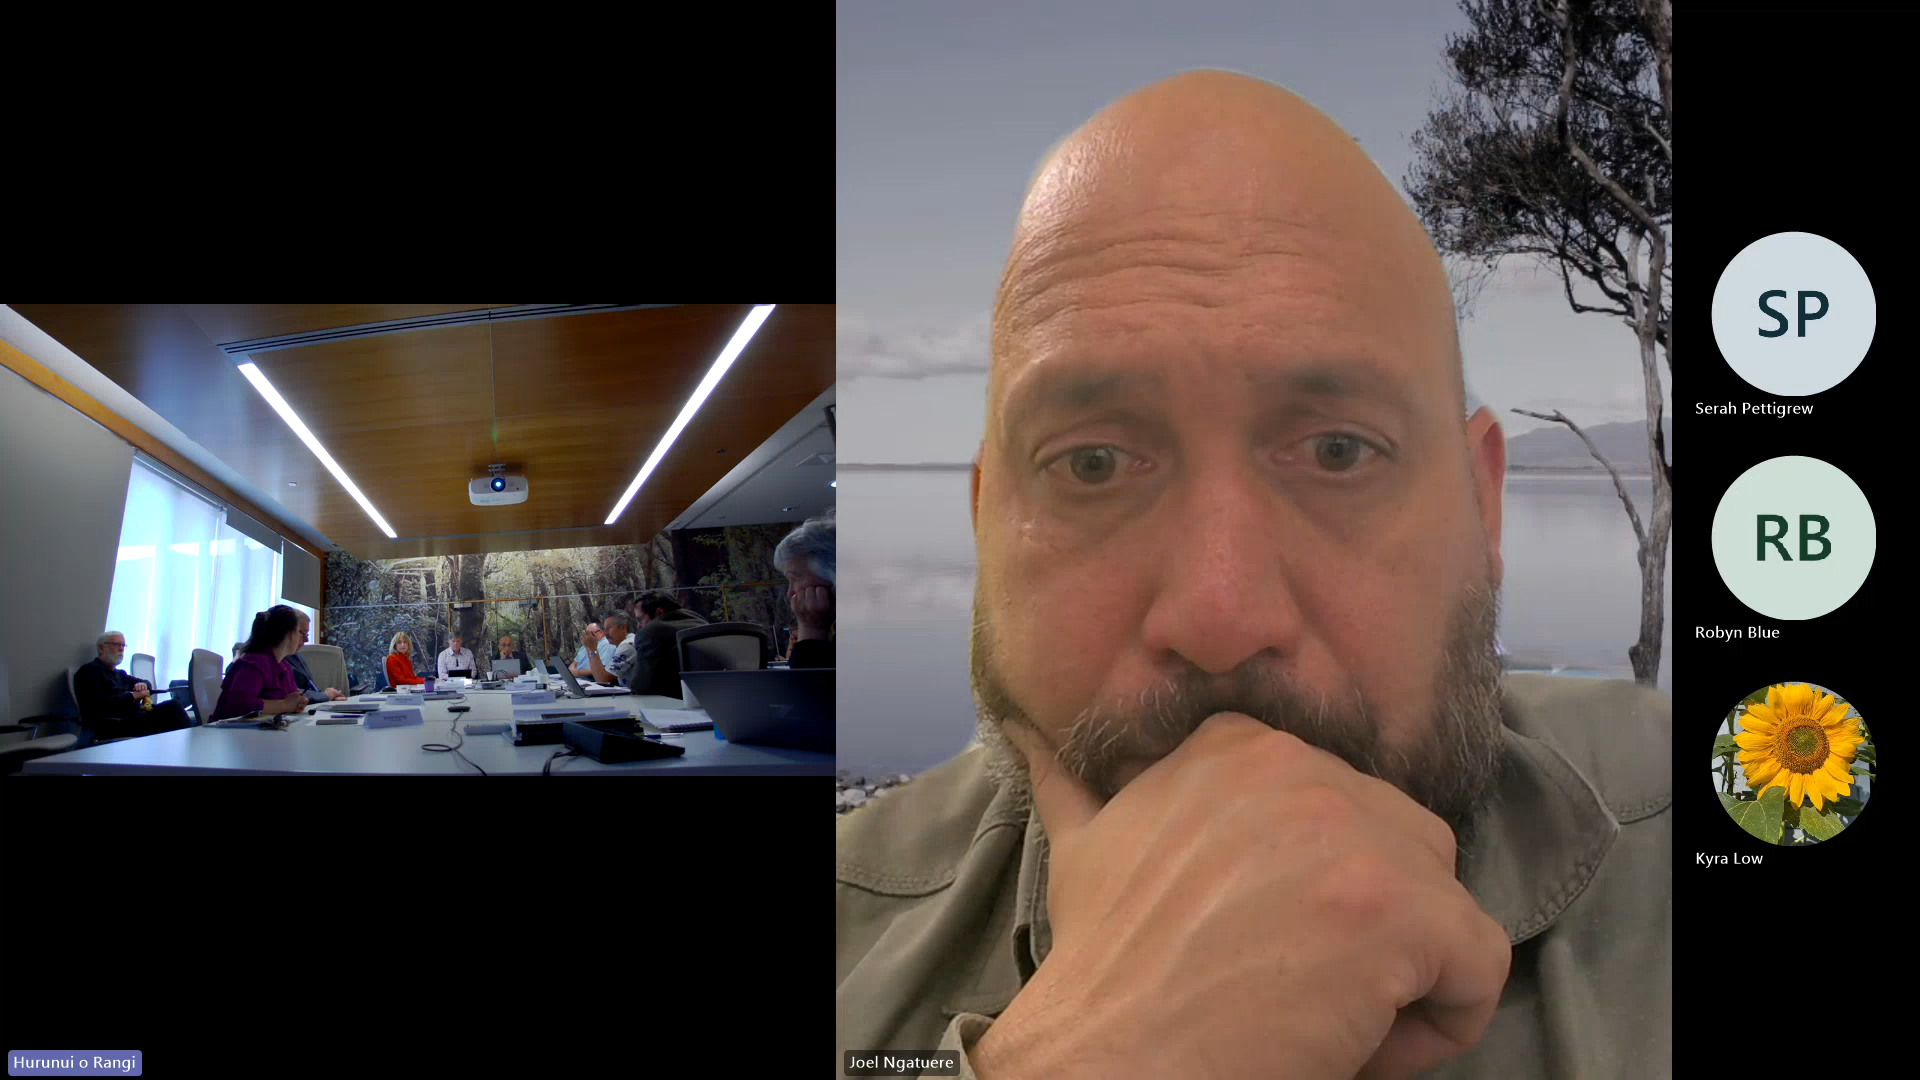 Hurunui o Rangi
Joel Ngatuere
SP
Serah Pettigrew
RB
Robyn Blue
Kyra Low